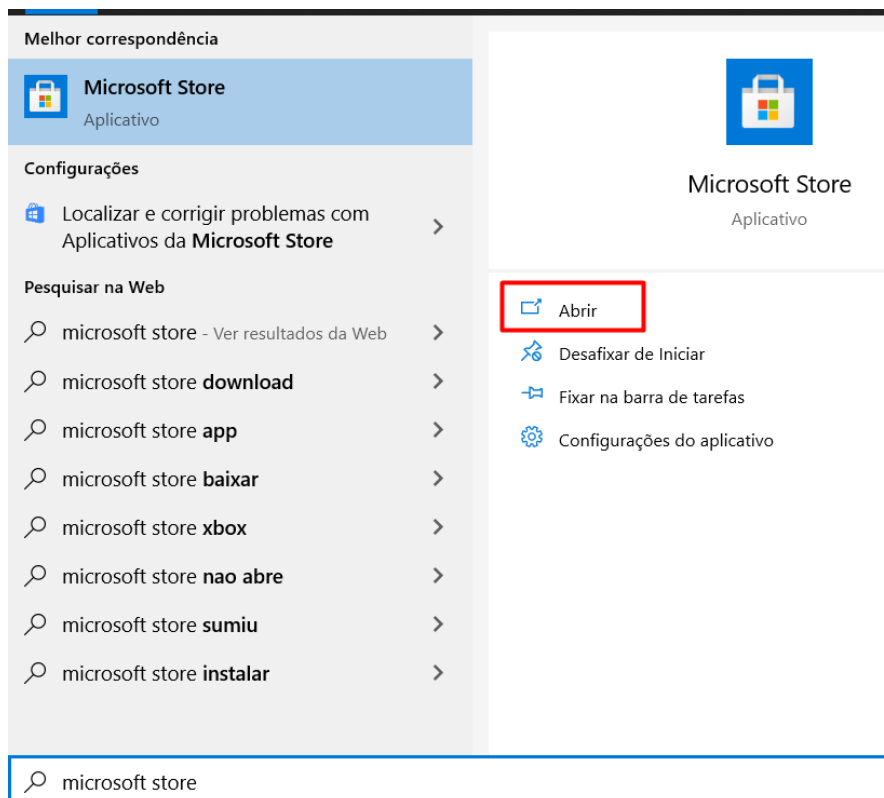 Melhor correspondência
Microsoft Store
Aplicativo
Configurações
Localizar e corrigir problemas com
Aplicativos da Microsoft Store
Pesquisar na Web
microsoft store - Ver resultados da Web
microsoft store download
microsoft store app
microsoft store baixar
microsoft store xbox
microsoft store nao abre
microsoft store sumiu
microsoft store instalar
microsoft store
Microsoft Store
Aplicativo
Abrir
Desafixar de Iniciar
Fixar na barra de tarefas
Configurações do aplicativo